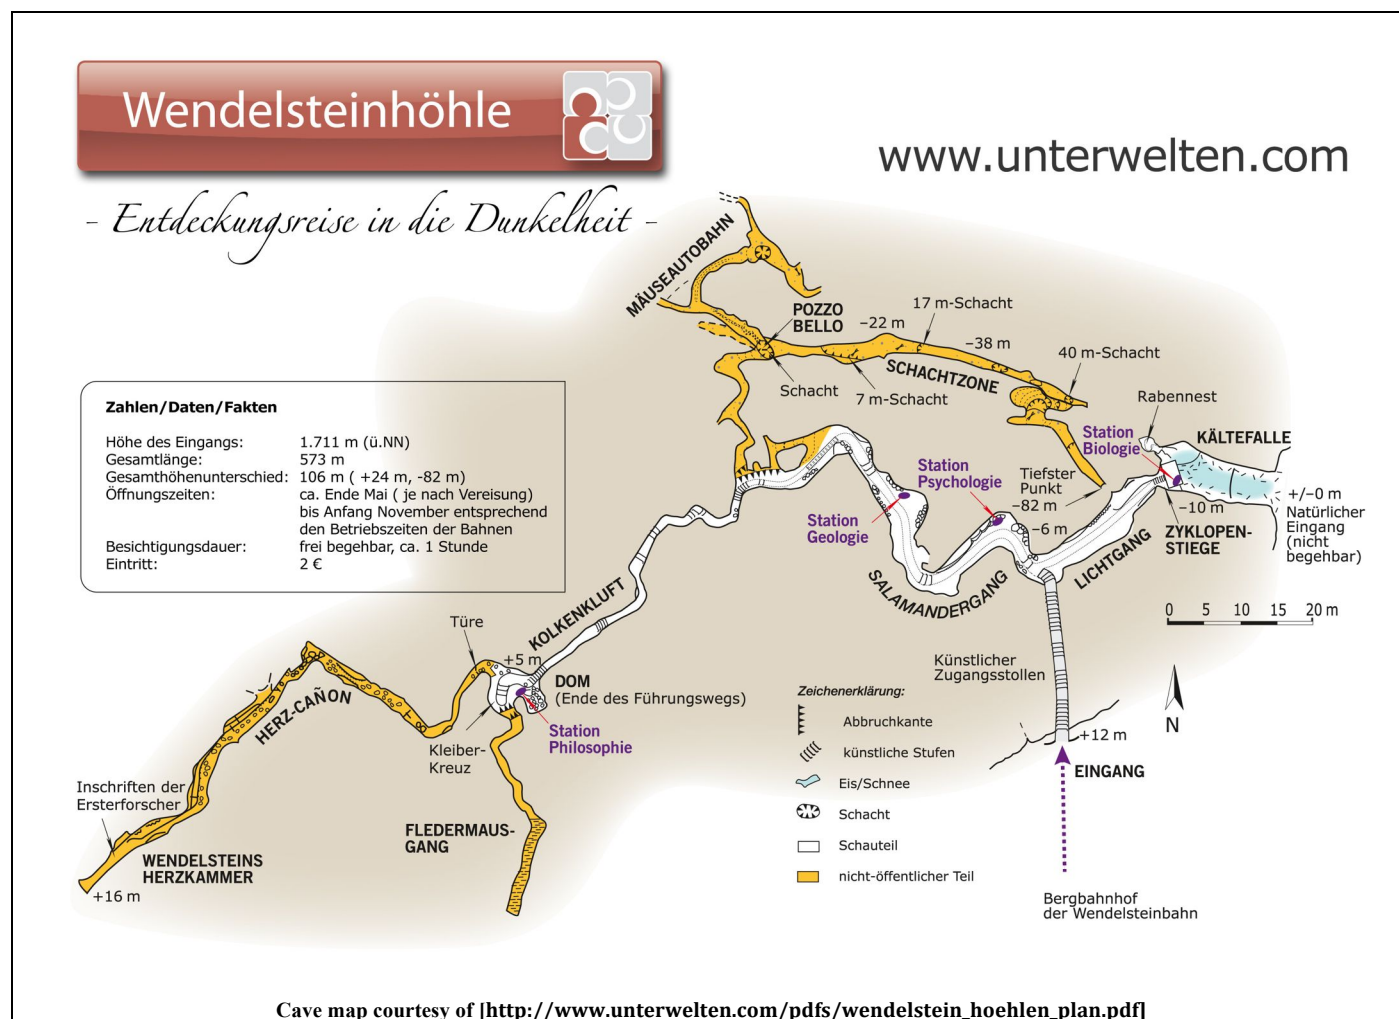 Wendelsteinhöhle
www.unterwelten.com
- Entdeckungsreise in die Dunkelheit -
MÄUSEAUTOBAHN
POZZO
BELLO
Schacht
7 m-Schacht
–22 m
17 m-Schacht
–38 m
SCHACHTZONE
40 m-Schacht
Rabennest
KÄLTEFALLE
Station
Biologie
Station
Psychologie
Station
Geologie
Tiefster
Punkt
–82 m
–6 m
–10 m
ZYKLOPEN-
STIEGE
+/–0 m
Natürlicher
Eingang
(nicht
begehbar)
LICHTGANG
SALAMANDERGANG
0 5 10 15 20 m
N
Zahlen/Daten/Fakten
Höhe des Eingangs: 1.711 m (ü.NN)
Gesamtlänge: 573 m
Gesamthöhenunterschied: 106 m ( +24 m, -82 m)
Öffnungszeiten: ca. Ende Mai ( je nach Vereisung)
bis Anfang November entsprechend
den Betriebszeiten der Bahnen
Besichtigungsdauer: frei begehbar, ca. 1 Stunde
Eintritt: 2 €
KOLKENKLUFT
Türe
+5 m
DOM
(Ende des Führungswegs)
Station
Philosophie
Kleiber-
Kreuz
HERZ-CAÑON
Inschriften der
Ersterforscher
WENDELSTEINS
HERZKAMMER
+16 m
FLEDERMAUS-
GANG
Künstlicher
Zugangsstollen
+12 m
EINGANG
Bergbahnhof
der Wendelsteinbahn
Zeichenerklärung:
Abbruchkante
künstliche Stufen
Eis/Schnee
Schacht
Schauteil
nicht-öffentlicher Teil
Cave map courtesy of [http://www.unterwelten.com/pdfs/wendelstein_hoehlen_plan.pdf]